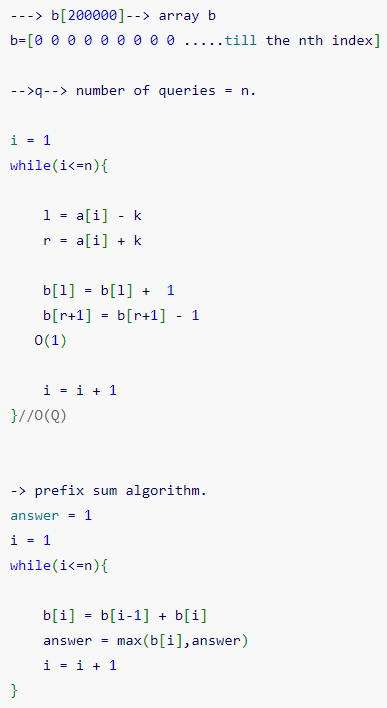 ---> b[200000]--> array b
b=[0 0 0 0 0 0 0 0 0 .....till the nth index]
-->q--> number of queries = n.
i = 1
while(i<=n){
l = a[i] - k
r = a[i] + k
b[l] = b[l] + 1
b[r+1] = b[r+1] - 1
O(1)
i = i + 1
}//O(Q)
-> prefix sum algorithm.
answer = 1
i = 1
while(i<=n){
b[i] = b[i-1] + b[i]
answer = max(b[i],answer)
i = i + 1
}